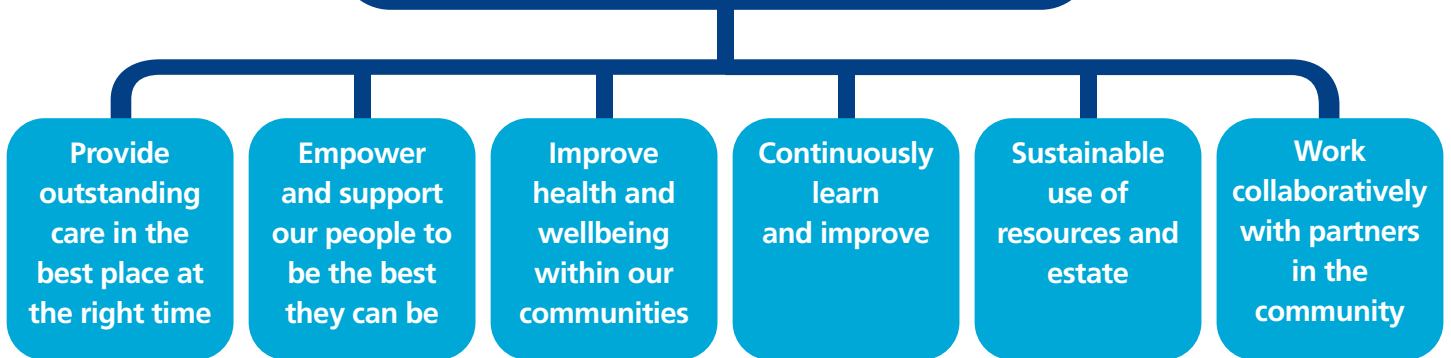 Provide
outstanding
care in the
best place at
the right time
Empower
and support
our people to
be the best
they can be
Improve
health and
wellbeing
within our
communities
Continuously
learn
and improve
Sustainable
use of
resources and
estate
Work
collaboratively
with partners
in the
community